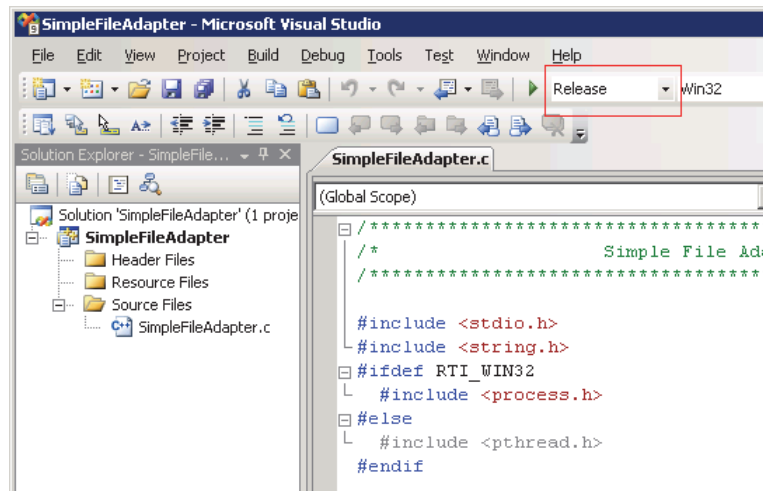 SimpleFileAdapter - Microsoft Visual Studio
File Edit View Project Build Debug Tools Test Window Help
Release Win32
Solution Explorer - SimpleFile...
SimpleFileAdapter.c
(Global Scope)
Solution 'SimpleFileAdapter' (1 proje
SimpleFileAdapter
Header Files
Resource Files
Source Files
SimpleFileAdapter.c
/************************************
/* Simple File Ada
/************************************
#include <stdio.h>
#include <string.h>
#ifdef RTI_WIN32
#include <process.h>
#else
#include <pthread.h>
#endif